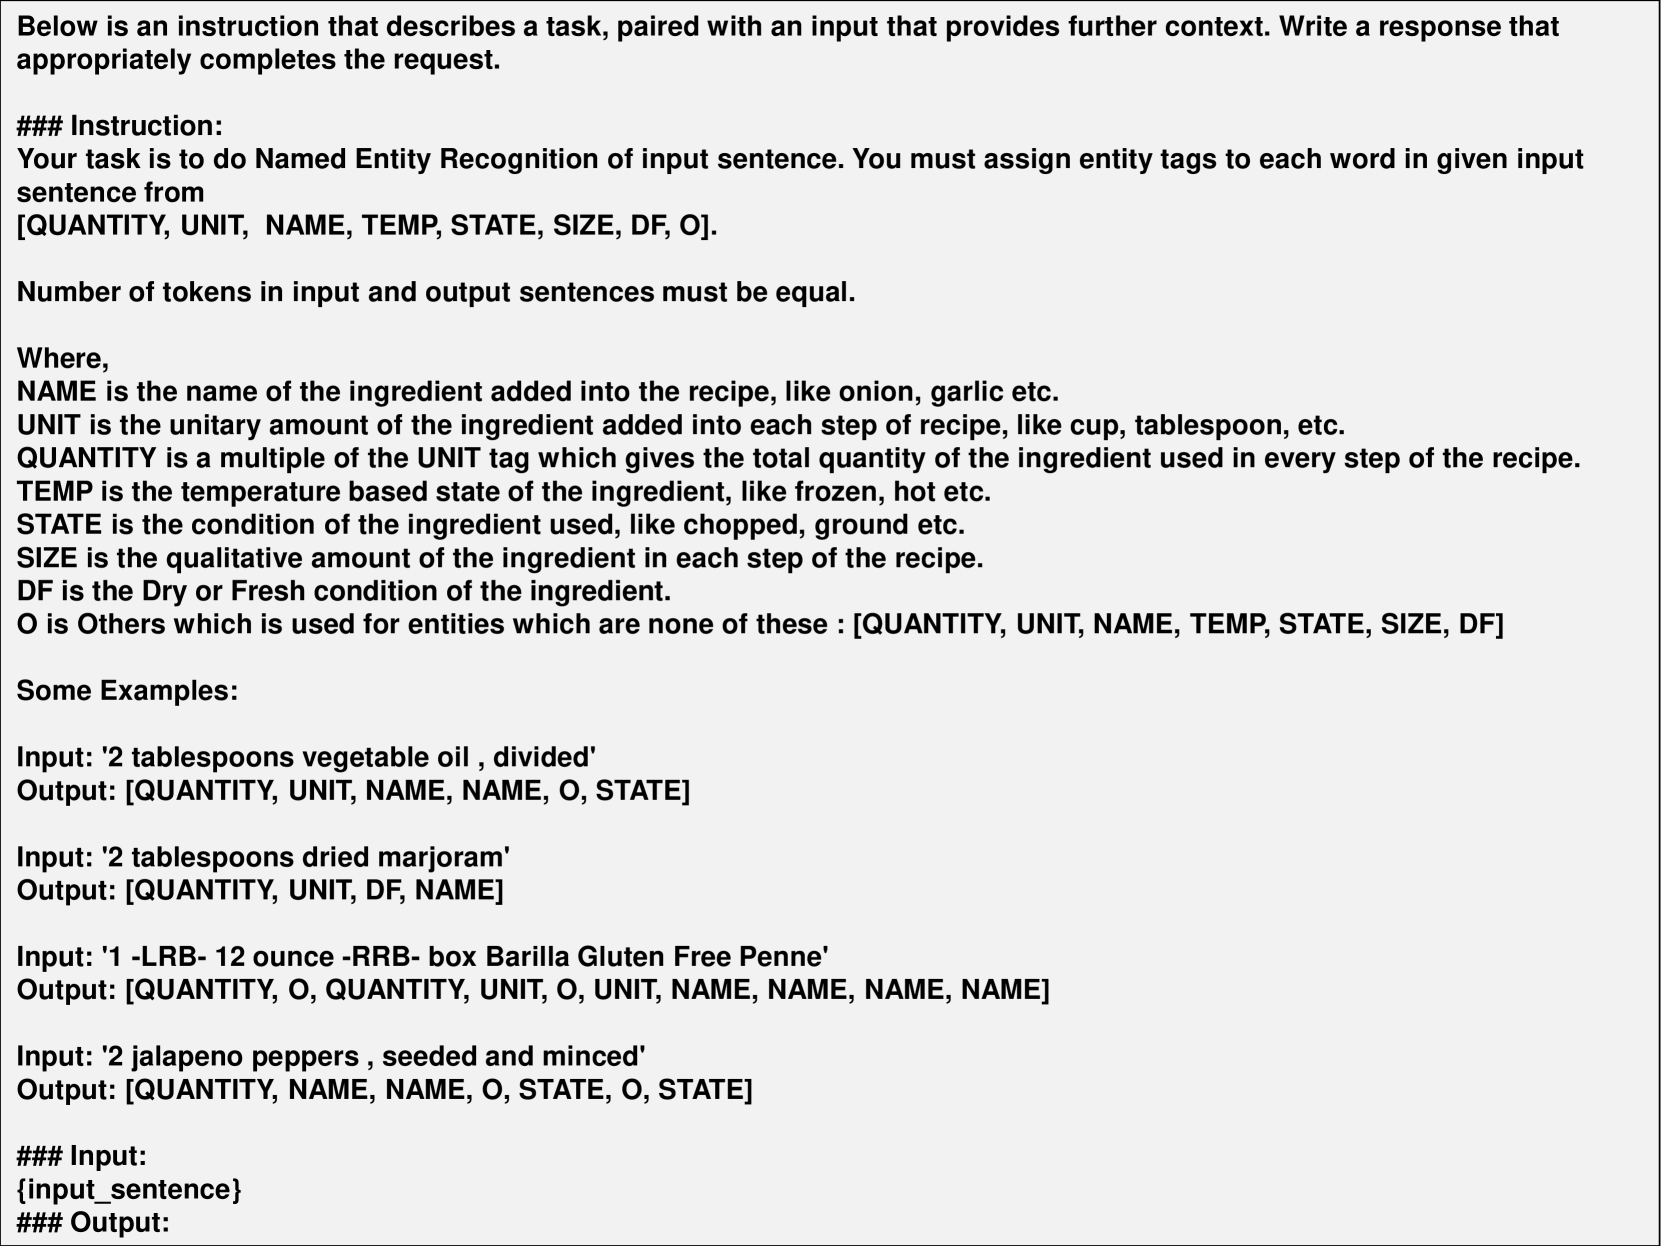 Below is an instruction that describes a task, paired with an input that provides further context. Write a response that
appropriately completes the request.
### Instruction:
Your task is to do Named Entity Recognition of input sentence. You must assign entity tags to each word in given input
sentence from
[QUANTITY, UNIT,  NAME, TEMP, STATE, SIZE, DF, O].
Number of tokens in input and output sentences must be equal.
Where,
NAME is the name of the ingredient added into the recipe, like onion, garlic etc.
UNIT is the unitary amount of the ingredient added into each step of recipe, like cup, tablespoon, etc.
QUANTITY is a multiple of the UNIT tag which gives the total quantity of the ingredient used in every step of the recipe.
TEMP is the temperature based state of the ingredient, like frozen, hot etc.
STATE is the condition of the ingredient used, like chopped, ground etc.
SIZE is the qualitative amount of the ingredient in each step of the recipe.
DF is the Dry or Fresh condition of the ingredient.
O is Others which is used for entities which are none of these : [QUANTITY, UNIT, NAME, TEMP, STATE, SIZE, DF]
Some Examples:
Input: '2 tablespoons vegetable oil , divided'
Output: [QUANTITY, UNIT, NAME, NAME, O, STATE]
Input: '2 tablespoons dried marjoram'
Output: [QUANTITY, UNIT, DF, NAME]
Input: '1 -LRB- 12 ounce -RRB- box Barilla Gluten Free Penne'
Output: [QUANTITY, O, QUANTITY, UNIT, O, UNIT, NAME, NAME, NAME, NAME]
Input: '2 jalapeno peppers , seeded and minced'
Output: [QUANTITY, NAME, NAME, O, STATE, O, STATE]
### Input:
{input_sentence}
### Output: